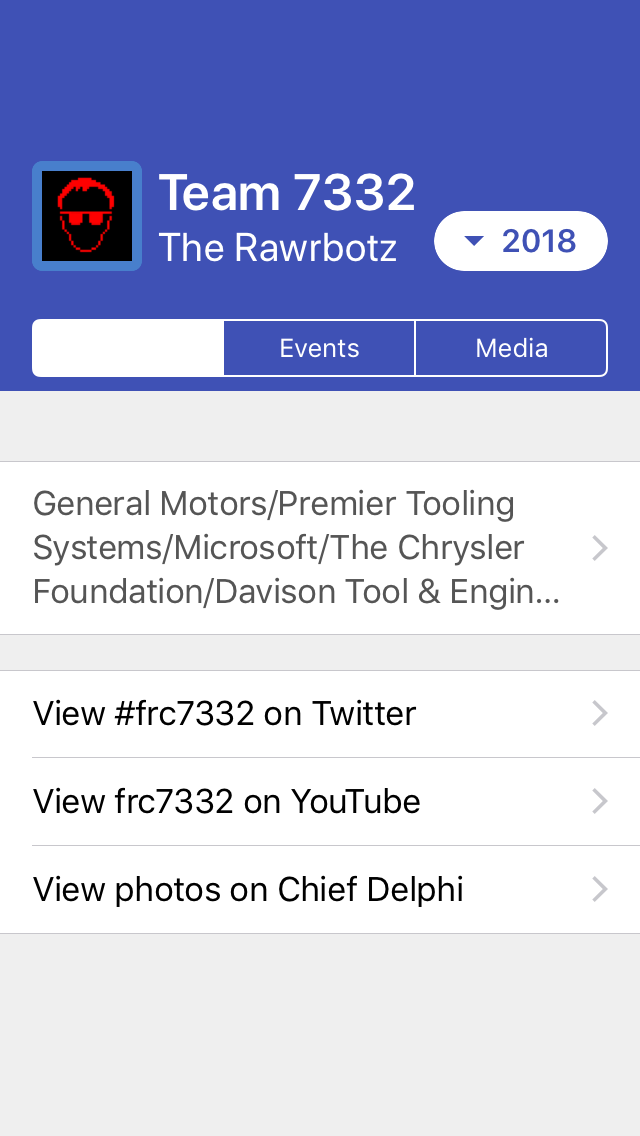 Team 7332
The Rawrbotz
2018
Events
Media
General Motors/Premier Tooling
Systems/Microsoft/The Chrysler
Foundation/Davison Tool & Engin...
View #frc7332 on Twitter
View frc7332 on YouTube
View photos on Chief Delphi